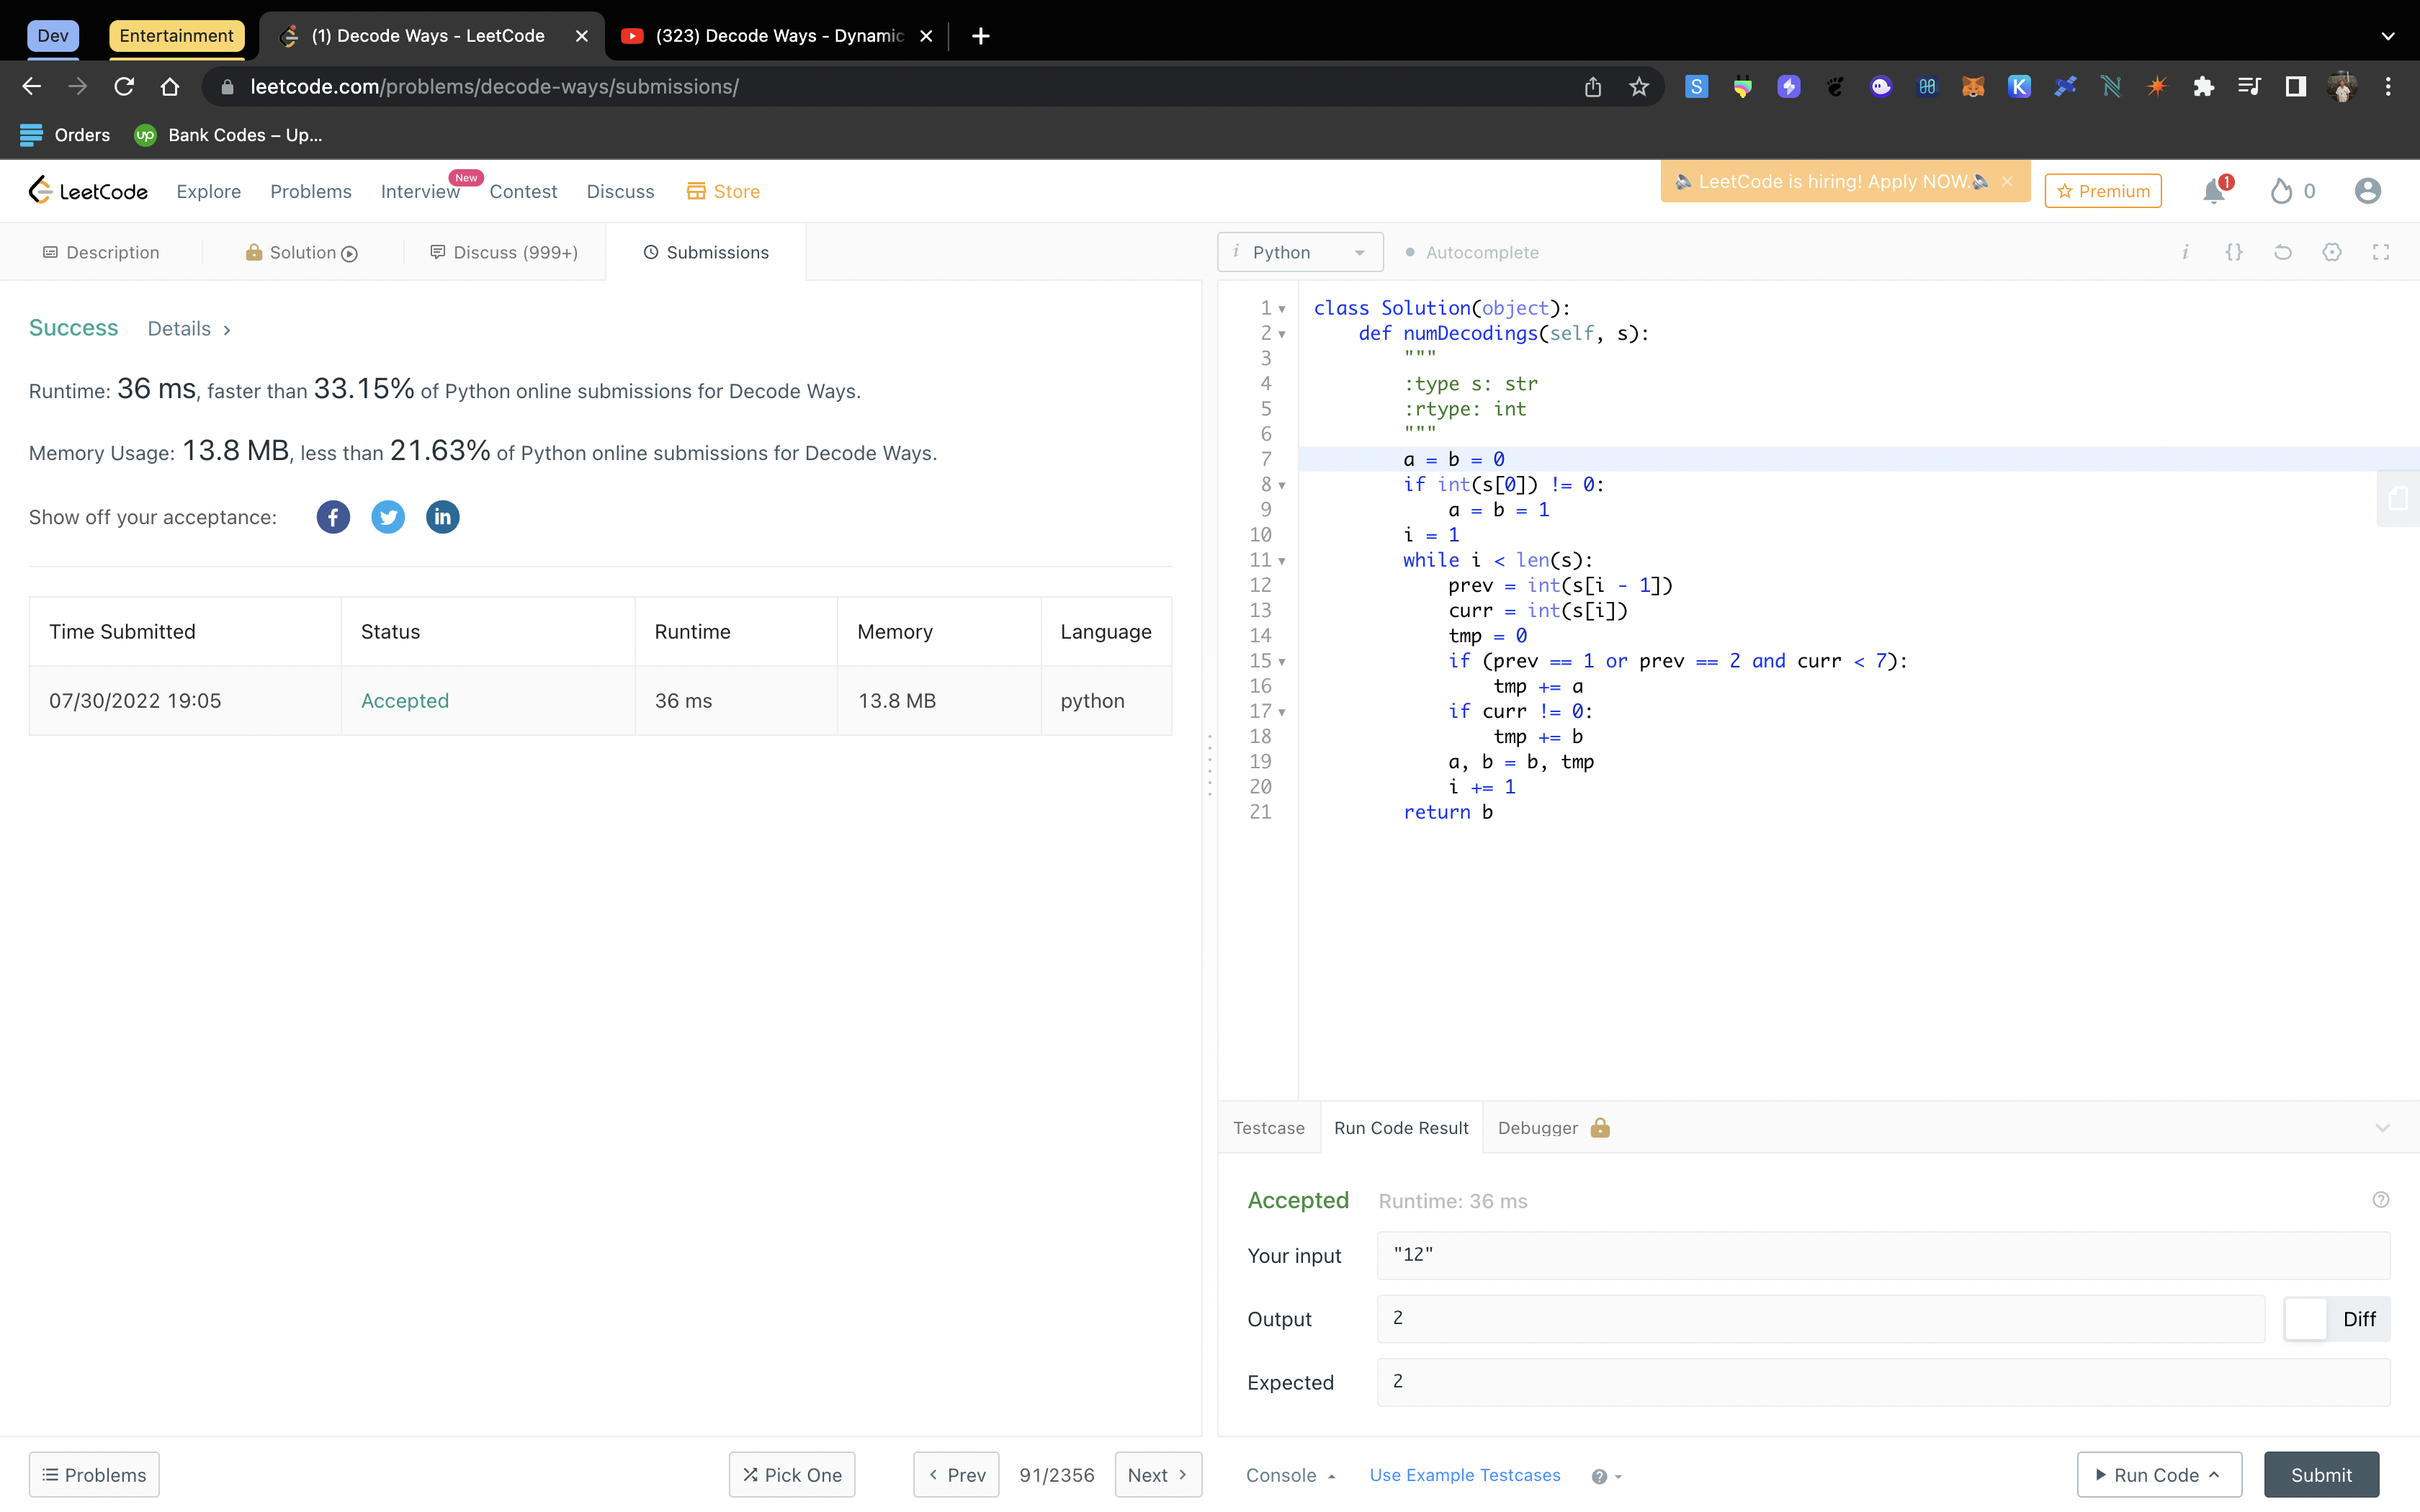 Dev Entertainment (1) Decode Ways - LeetCode (323) Decode Ways - Dynamic
leetcode.com/problems/decode-ways/submissions/
Orders up Bank Codes – Up...
LeetCode Explore Problems Interview New Contest Discuss Store LeetCode is hiring! Apply NOW. Premium 1 0
Description Solution Discuss (999+) Submissions
Success Details
Runtime: 36 ms, faster than 33.15% of Python online submissions for Decode Ways.
Memory Usage: 13.8 MB, less than 21.63% of Python online submissions for Decode Ways.
Show off your acceptance:
Time Submitted Status Runtime Memory Language
07/30/2022 19:05 Accepted 36 ms 13.8 MB python
i Python Autocomplete
1 class Solution(object):
2 def numDecodings(self, s):
3 """
4 :type s: str
5 :rtype: int
6 """
7 a = b = 0
8 if int(s[0]) != 0:
9 a = b = 1
10 i = 1
11 while i < len(s):
12 prev = int(s[i - 1])
13 curr = int(s[i])
14 tmp = 0
15 if (prev == 1 or prev == 2 and curr < 7):
16 tmp += a
17 if curr != 0:
18 tmp += b
19 a, b = b, tmp
20 i += 1
21 return b
Testcase Run Code Result Debugger
Accepted Runtime: 36 ms
Your input "12"
Output 2 Diff
Expected 2
Problems Pick One Prev 91/2356 Next Console Use Example Testcases Run Code Submit